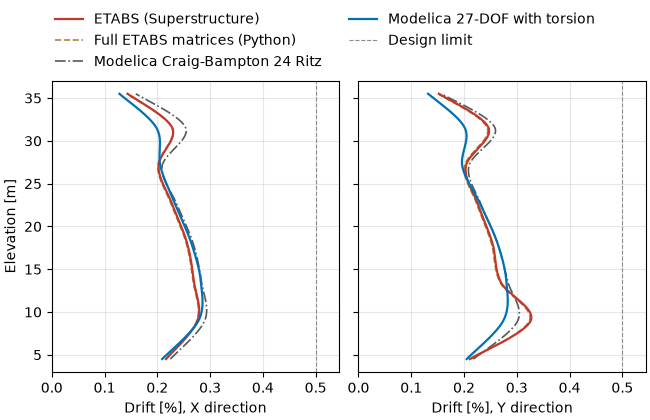 ETABS (Superstructure)
Full ETABS matrices (Python)
Modelica Craig-Bampton 24 Ritz
Modelica 27-DOF with torsion
Design limit
35
30
25
20
15
10
5
Elevation [m]
0.0 0.1 0.2 0.3 0.4 0.5
Drift [%], X direction
0.0 0.1 0.2 0.3 0.4 0.5
Drift [%], Y direction